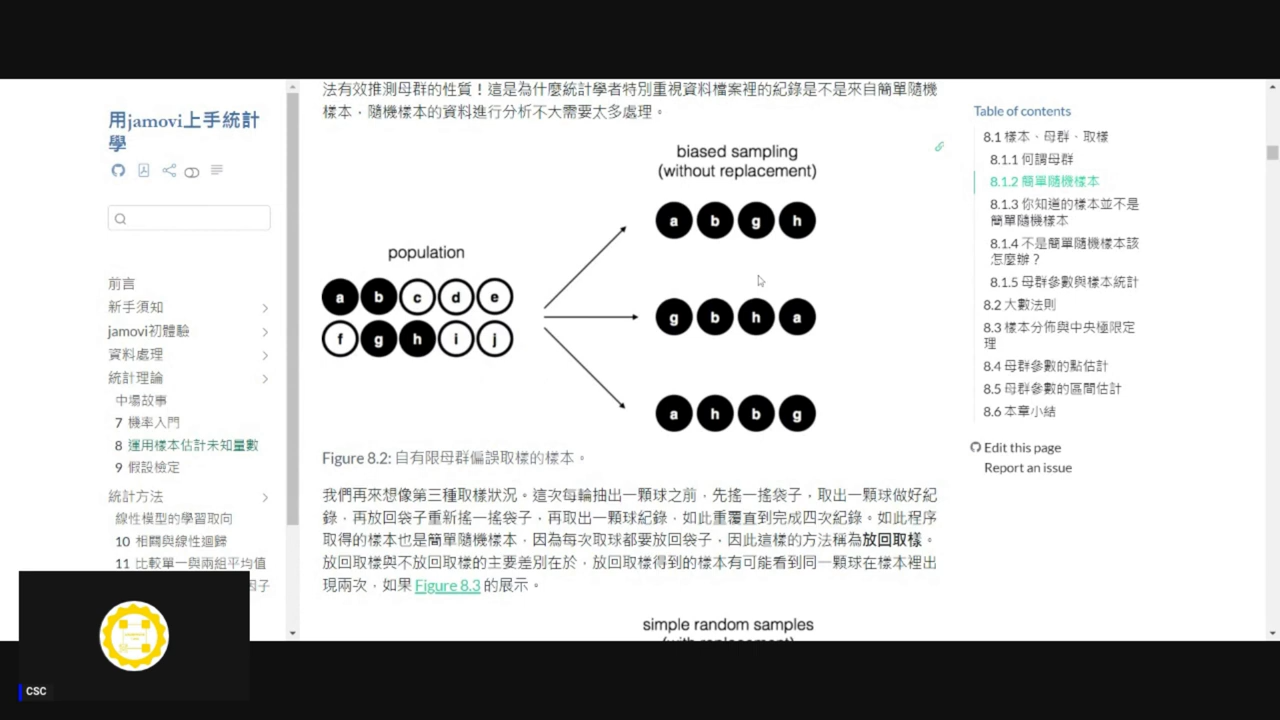 用jamovi上手統計
學
前言
新手須知
jamovi初體驗
資料處理
統計理論
中場故事
7 機率入門
8 運用樣本估計未知量數
9 假設檢定
統計方法
線性模型的學習取向
10 相關與線性迴歸
11 比較單一與兩組平均值
因子
CSC
法有效推測母群的性質！這是為什麼統計學者特別重視資料檔案裡的紀錄是不是來自簡單隨機
樣本，隨機樣本的資料進行分析不大需要太多處理。
biased sampling
(without replacement)
a b g h
population
a b c d e
g b h a
f g h i j
a h b g
Figure 8.2: 自有限母群偏誤取樣的樣本。
我們再來想像第三種取樣狀況。這次每輪抽出一顆球之前，先搖一搖袋子，取出一顆球做好紀
錄，再放回袋子重新搖一搖袋子，再取出一顆球紀錄，如此重覆直到完成四次紀錄。如此程序
取得的樣本也是簡單隨機樣本，因為每次取球都要放回袋子，因此這樣的方法稱為放回取樣。
放回取樣與不放回取樣的主要差別在於，放回取樣得到的樣本有可能看到同一顆球在樣本裡出
現兩次，如果 Figure 8.3 的展示。
simple random samples
(with replacement)
Table of contents
8.1 樣本、母群、取樣
8.1.1 何謂母群
8.1.2 簡單隨機樣本
8.1.3 你知道的樣本並不是
簡單隨機樣本
8.1.4 不是簡單隨機樣本該
怎麼辦？
8.1.5 母群參數與樣本統計
8.2 大數法則
8.3 樣本分佈與中央極限定
理
8.4 母群參數的點估計
8.5 母群參數的區間估計
8.6 本章小結
Edit this page
Report an issue